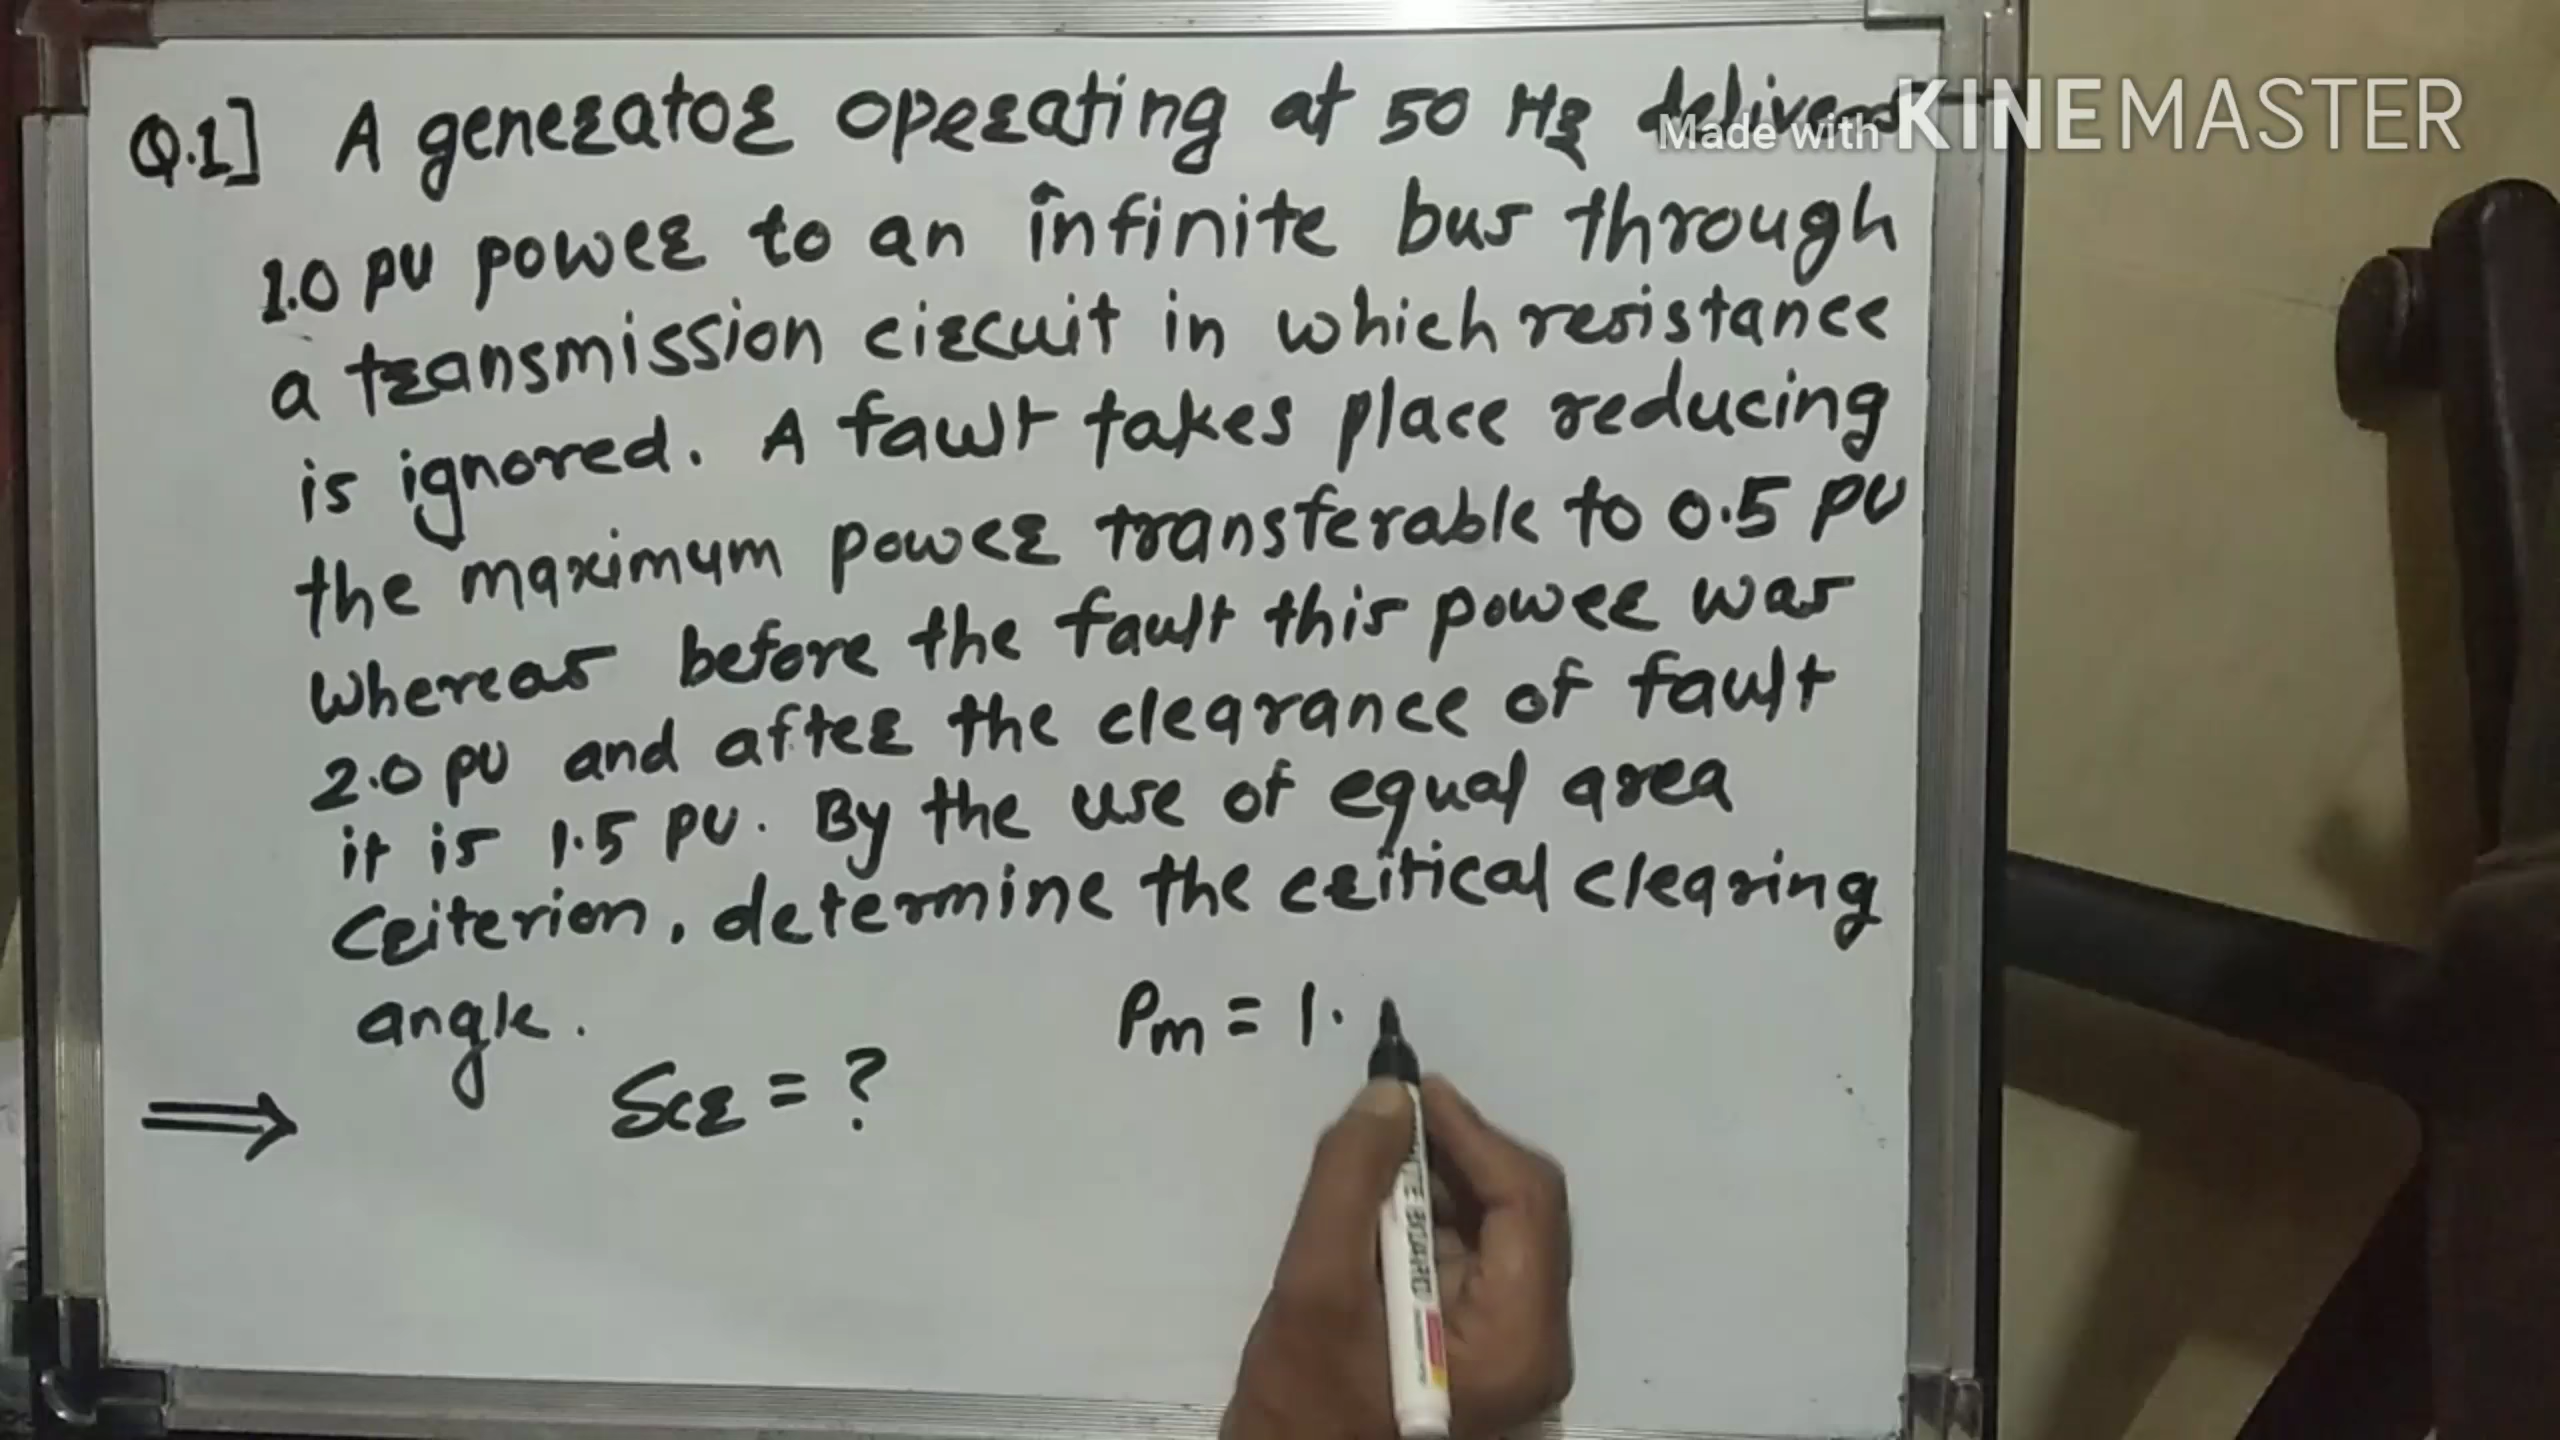 Q.1] A generator operating at 50 Hz delivers
Made with KINEMASTER
1.0 PU power to an infinite bus through
a transmission circuit in which resistance
is ignored. A fault takes place reducing
the maximum power transferable to 0.5 PU
whereas before the fault this power was
2.0 PU and after the clearance of fault
it is 1.5 PU. By the use of equal area
criterion, determine the critical clearing
angle.
Pm = 1.
⇒ δcr = ?